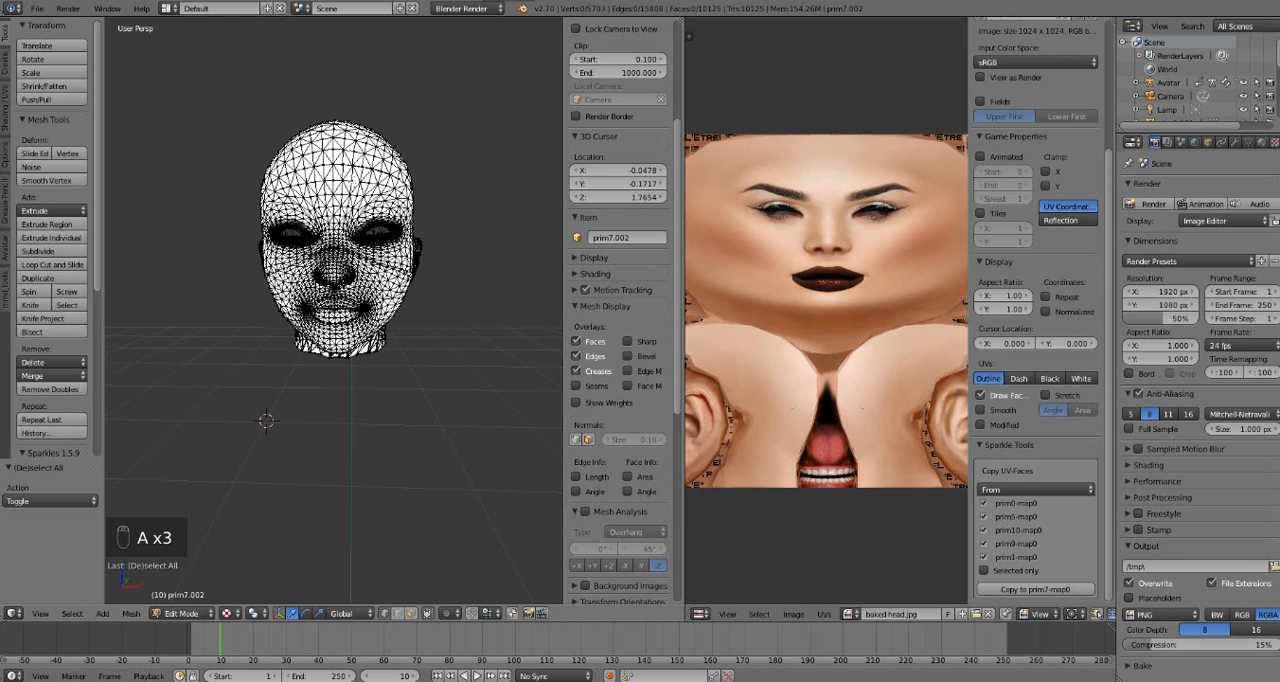 File Render Window Help Default Scene Blender Render v2.70 | Verts:0/5703 | Edges:0/15808 | Faces:0/10125 | Tris:10125 | Mem:154.26M | prim7.002
Transform
Translate
Rotate
Scale
Shrink/Fatten
Push/Pull
Mesh Tools
Deform:
Slide Ed Vertex
Noise
Smooth Vertex
Add:
Extrude
Extrude Region
Extrude Individual
Subdivide
Loop Cut and Slide
Duplicate
Spin Screw
Knife Select
Knife Project
Bisect
Remove:
Delete
Merge
Remove Doubles
Repeat:
Repeat Last
History...
Sparkles 1.5.9
(De)select All
Action
Toggle
Tools
Create
Shading / UVs
Options
Grease Pencil
Avastar
User Persp
A x3
Last: (De)select All
(10) prim7.002
Lock Camera to View
Clip:
Start: 0.100
End: 1000.000
Local Camera:
Camera
Render Border
3D Cursor
Location:
X: -0.0478
Y: -0.1717
Z: 1.7654
Item
prim7.002
Display
Shading
Motion Tracking
Mesh Display
Overlays:
Faces Sharp
Edges Bevel
Creases Edge M
Seams Face M
Show Weights
Normals:
Size: 0.10
Edge Info: Face Info:
Length Area
Angle Angle
Mesh Analysis
Type Overhang
0° 45°
+X +Y +Z -X -Y -Z
Background Images
Transform Orientations
Image: size 1024 x 1024, RGB b...
Input Color Space:
sRGB
View as Render
Fields
Upper First Lower First
Game Properties
Animated Clamp:
Start: 0 X
End: 0 Y
Speed: 1
Tiles UV Coordinat...
X: 1 Reflection
Y: 1
Display
Aspect Ratio: Coordinates:
X: 1.00 Repeat
Y: 1.00 Normalized
Cursor Location:
X: 0.000 Y: 0.000
UVs:
Outline Dash Black White
Draw Fac... Stretch
Smooth Angle Area
Modified
Sparkle Tools
Copy UV-Faces
From
prim0-map0
prim5-map0
prim10-map0
prim9-map0
prim1-map0
Selected only
Copy to prim7-map0
View Search All Scenes
Scene
RenderLayers
World
Avatar
Camera
Lamp
Scene
Render
Render Animation Audio
Display: Image Editor
Dimensions
Render Presets
Resolution: Frame Range:
X: 1920 px Start Frame: 1
Y: 1080 px End Frame: 250
50% Frame Step: 1
Aspect Ratio: Frame Rate:
X: 1.000 24 fps
Y: 1.000 Time Remapping:
Bord Crop :100 :100
Anti-Aliasing
5 8 11 16 Mitchell-Netravali
Full Sample Size: 1.000 px
Sampled Motion Blur
Shading
Performance
Post Processing
Freestyle
Stamp
Output
/tmp\
Overwrite File Extensions
Placeholders
PNG BW RGB RGBA
Color Depth: 8 16
Compression: 15%
Bake
View Select Add Mesh Edit Mode Global
View Select Image UVs baked head.jpg F View
-50 -40 -30 -20 -10 0 10 20 30 40 50 60 70 80 90 100 110 120 130 140 150 160 170 180 190 200 210 220 230 240 250 260 270 280
View Marker Frame Playback Start: 1 End: 250 10 No Sync